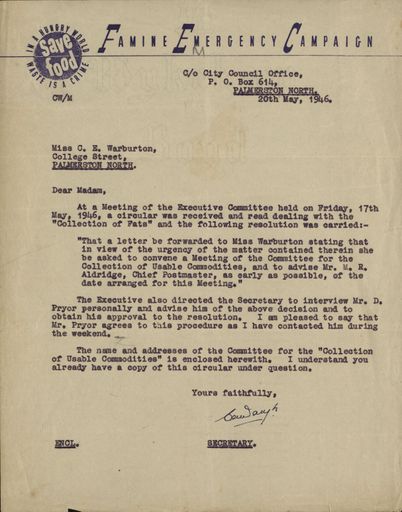 IN A HUNGRY WORLD
Save food
WASTE IS A CRIME
FAMINE EMERGENCY CAMPAIGN
CW/M
C/o City Council Office,
P. O. Box 614,
PALMERSTON NORTH.
20th May, 1946.
Miss C. E. Warburton,
College Street,
PALMERSTON NORTH.
Dear Madam,
At a Meeting of the Executive Committee held on Friday, 17th
May, 1946, a circular was received and read dealing with the
"Collection of Fats" and the following resolution was carried:-
"That a letter be forwarded to Miss Warburton stating that
in view of the urgency of the matter contained therein she
be asked to convene a Meeting of the Committee for the
Collection of Usable Commodities, and to advise Mr. M. R.
Aldridge, Chief Postmaster, as early as possible, of the
date arranged for this Meeting."
The Executive also directed the Secretary to interview Mr. D.
Pryor personally and advise him of the above decision and to
obtain his approval to the resolution. I am pleased to say that
Mr. Pryor agrees to this procedure as I have contacted him during
the weekend.
The name and addresses of the Committee for the "Collection
of Usable Commodities" is enclosed herewith. I understand you
already have a copy of this circular under question.
Yours faithfully,
ENCL.
SECRETARY.